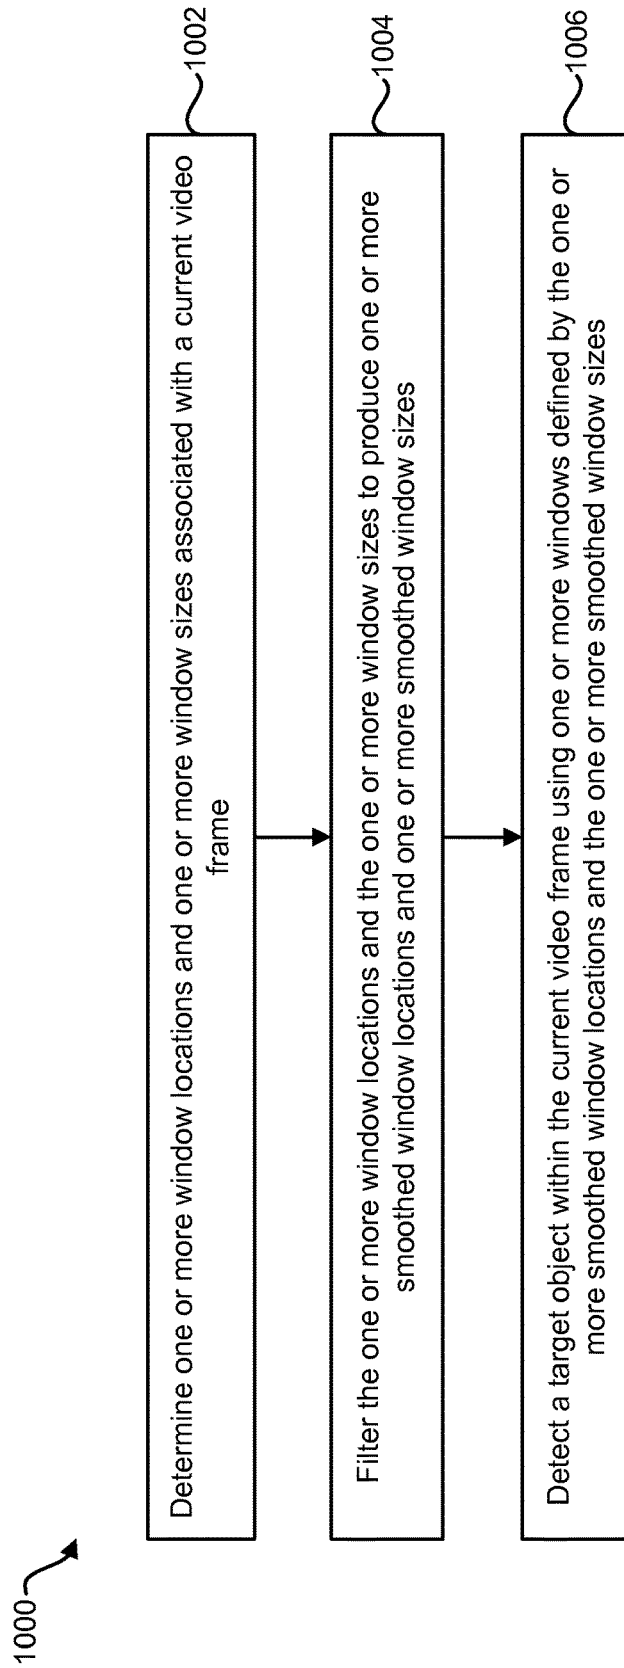 1000
1002
Determine one or more window locations and one or more window sizes associated with a current video
frame
1004
Filter the one or more window locations and the one or more window sizes to produce one or more
smoothed window locations and one or more smoothed window sizes
1006
Detect a target object within the current video frame using one or more windows defined by the one or
more smoothed window locations and the one or more smoothed window sizes